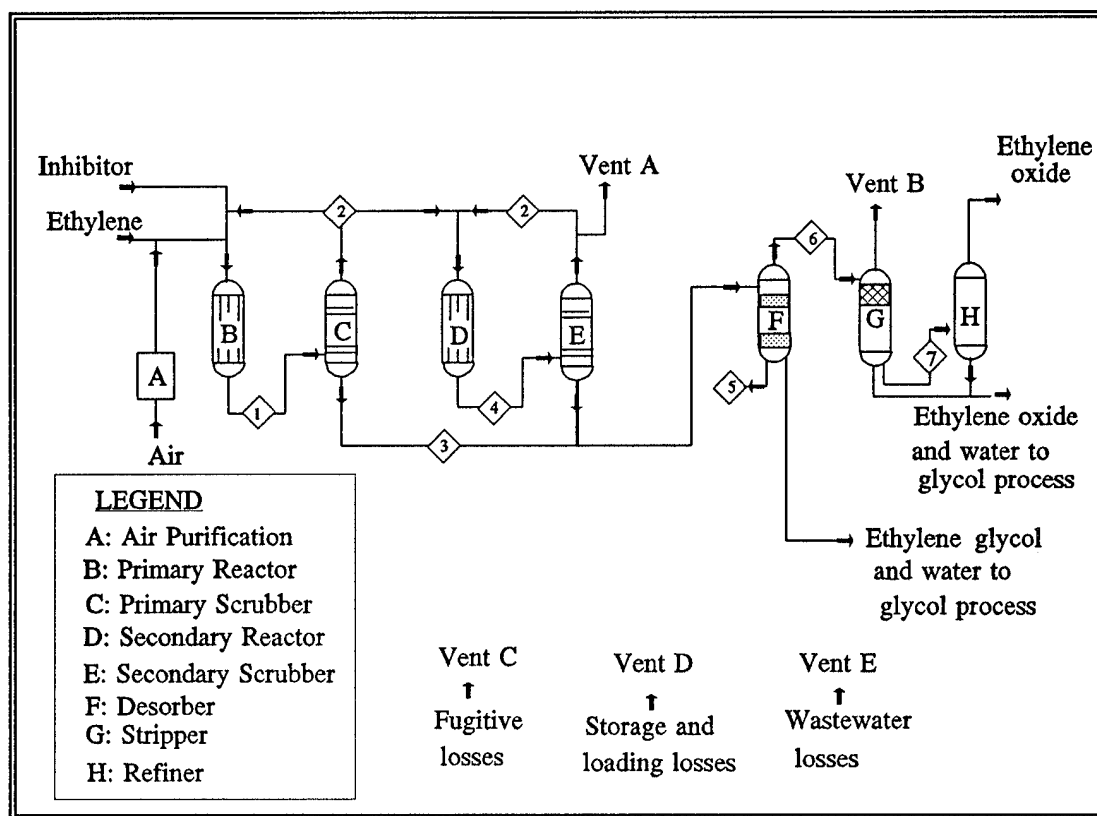 Ethylene
oxide
Inhibitor
Vent A
Vent B
Ethylene
2
2
6
B
C
D
E
F
G
H
A
7
5
1
4
3
Air
Ethylene oxide
and water to
glycol process
LEGEND
A: Air Purification
B: Primary Reactor
C: Primary Scrubber
D: Secondary Reactor
E: Secondary Scrubber
F: Desorber
G: Stripper
H: Refiner
Ethylene glycol
and water to
glycol process
Vent C
Fugitive
losses
Vent D
Storage and
loading losses
Vent E
Wastewater
losses